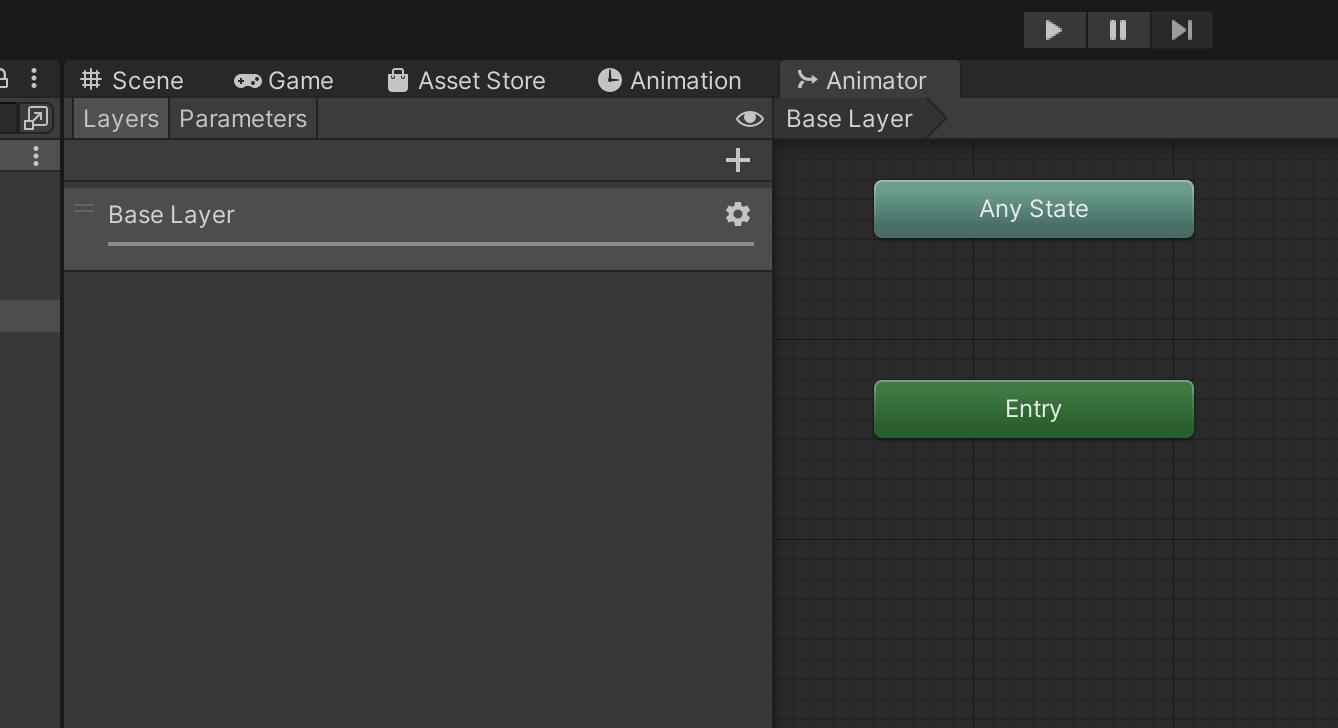 Scene Game Asset Store Animation Animator
Layers Parameters Base Layer
Base Layer
Any State
Entry